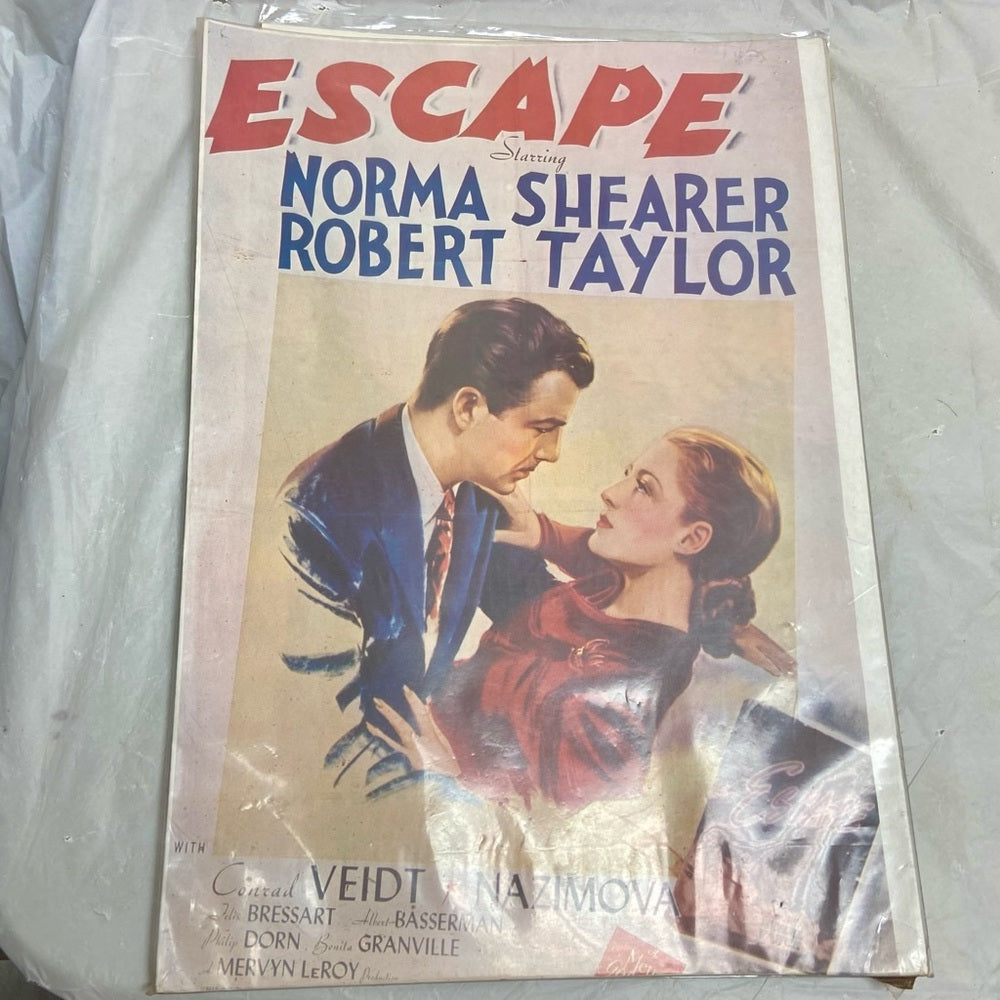 ESCAPE
Starring
NORMA SHEARER
ROBERT TAYLOR
WITH
Conrad VEIDT NAZIMOVA
Felix BRESSART Albert BASSERMAN
Philip DORN Bonita GRANVILLE
A MERVYN LeROY Production
Escape